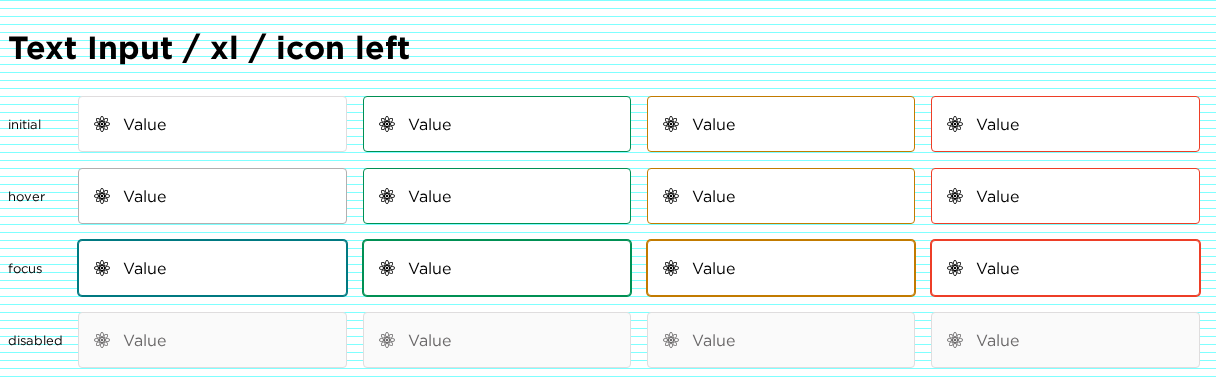 Text Input / xl / icon left
initial Value Value Value Value
hover Value Value Value Value
focus Value Value Value Value
disabled Value Value Value Value